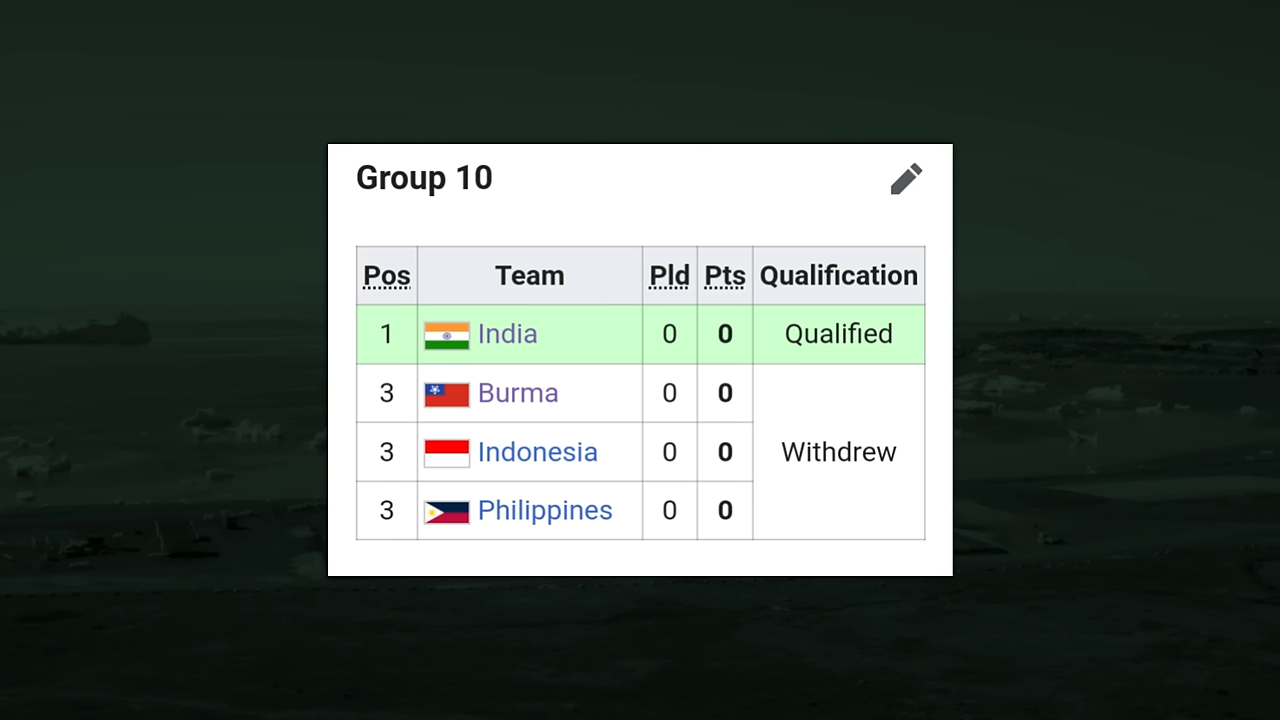 Group 10
Pos Team Pld Pts Qualification
1 India 0 0 Qualified
3 Burma 0 0
3 Indonesia 0 0 Withdrew
3 Philippines 0 0